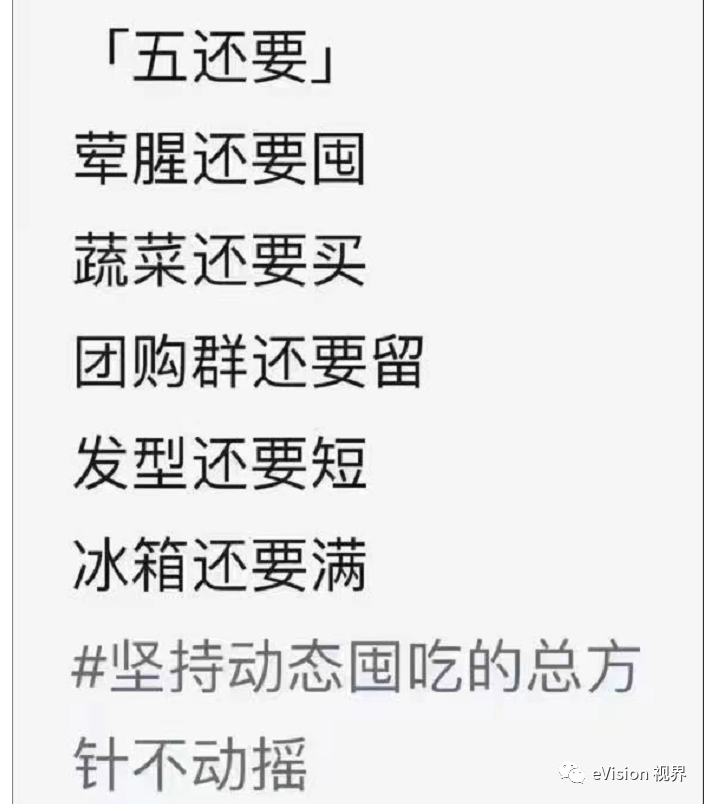 「五还要」
荤腥还要囤
蔬菜还要买
团购群还要留
发型还要短
冰箱还要满
#坚持动态囤吃的总方
针不动摇
eVision 视界